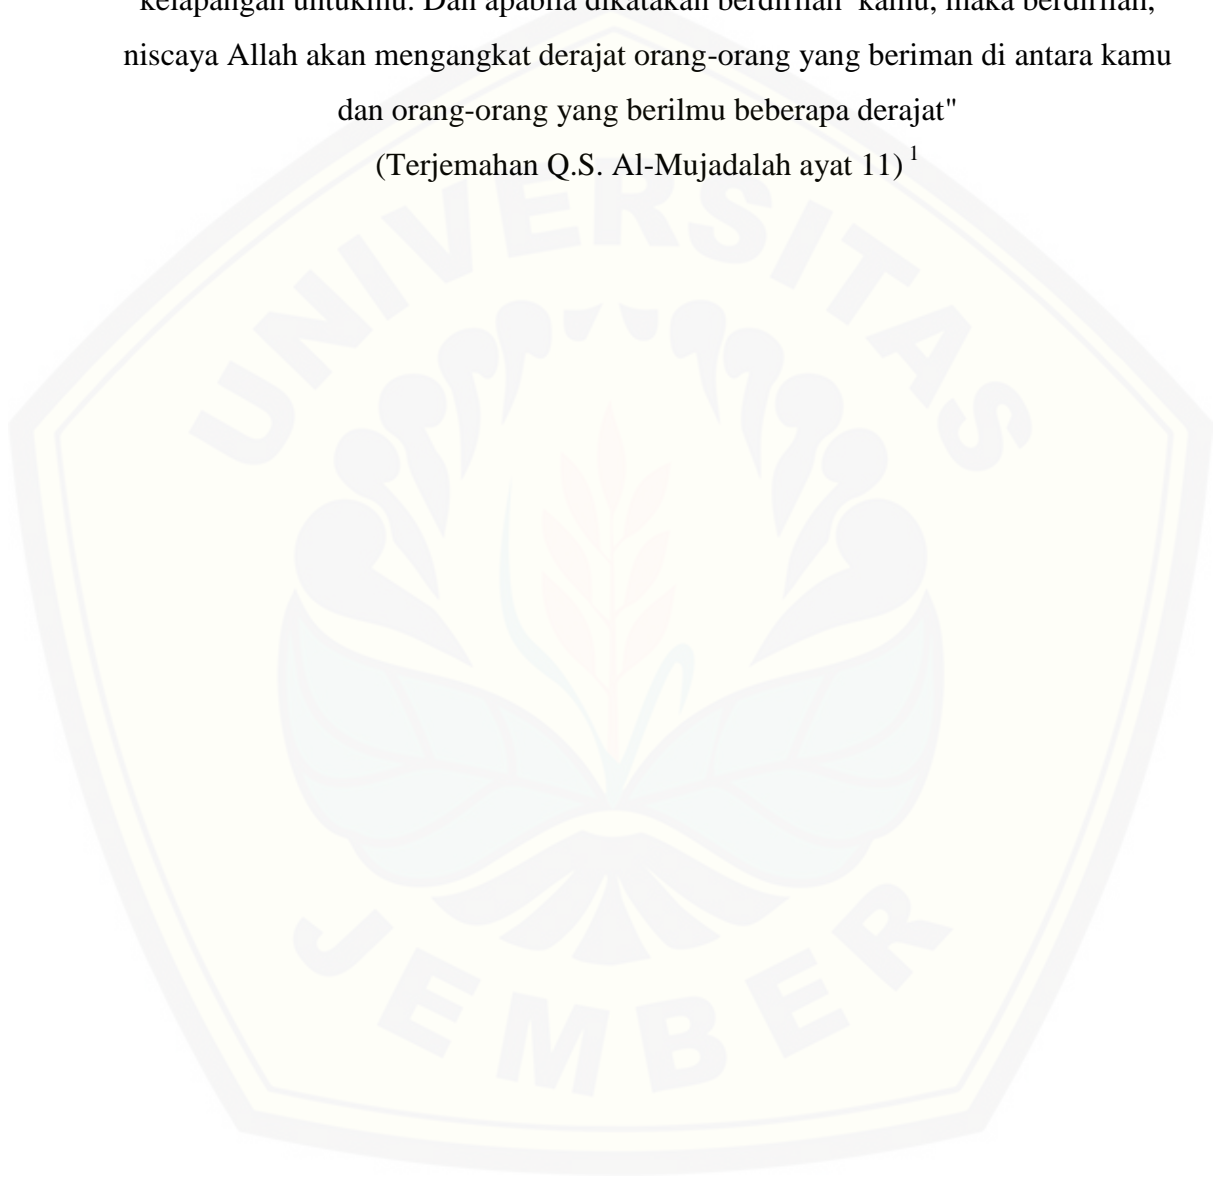 kelapangan untukmu. Dan apabila dikatakan berdirilah kamu, maka berdirilah,
niscaya Allah akan mengangkat derajat orang-orang yang beriman di antara kamu
dan orang-orang yang berilmu beberapa derajat"
(Terjemahan Q.S. Al-Mujadalah ayat 11) 1
UNIVERSITAS
JEMBER